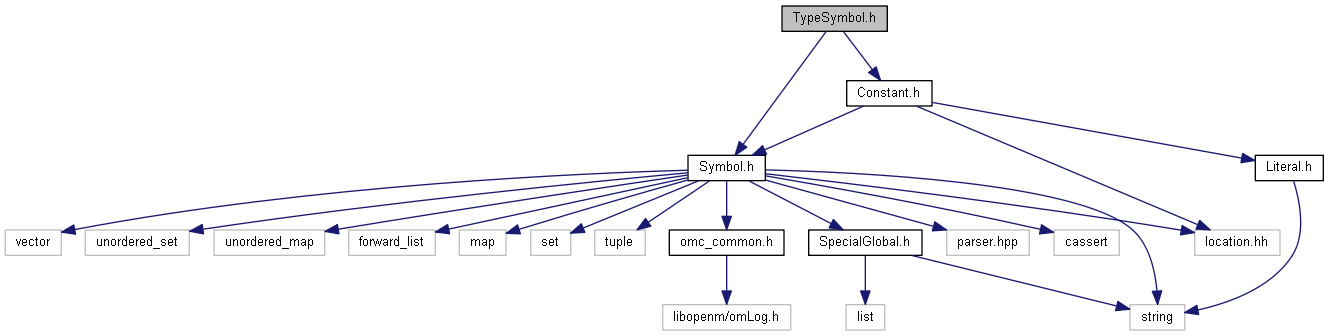 TypeSymbol.h
Constant.h
Symbol.h
Literal.h
vector
unordered_set
unordered_map
forward_list
map
set
tuple
omc_common.h
SpecialGlobal.h
parser.hpp
cassert
location.hh
libopenm/omLog.h
list
string